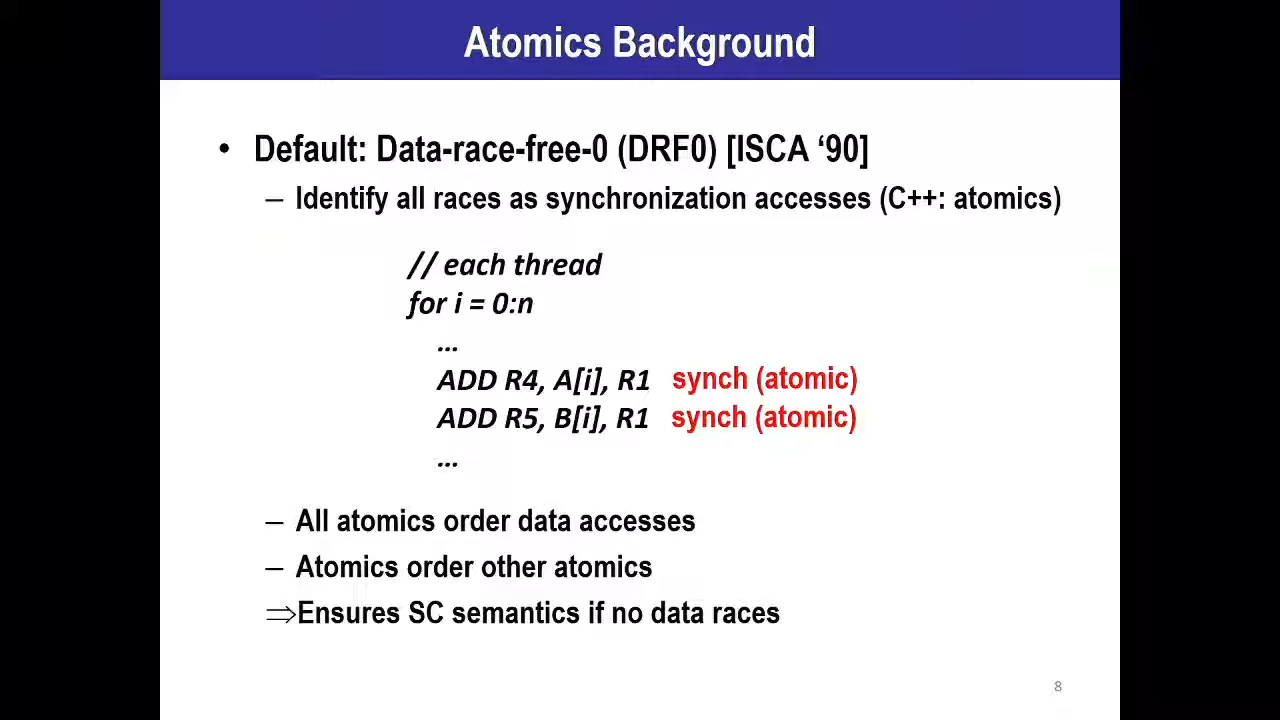 Atomics Background
• Default: Data-race-free-0 (DRF0) [ISCA ‘90]
– Identify all races as synchronization accesses (C++: atomics)
// each thread
for i = 0:n
...
ADD R4, A[i], R1 synch (atomic)
ADD R5, B[i], R1 synch (atomic)
...
– All atomics order data accesses
– Atomics order other atomics
⇒Ensures SC semantics if no data races
8